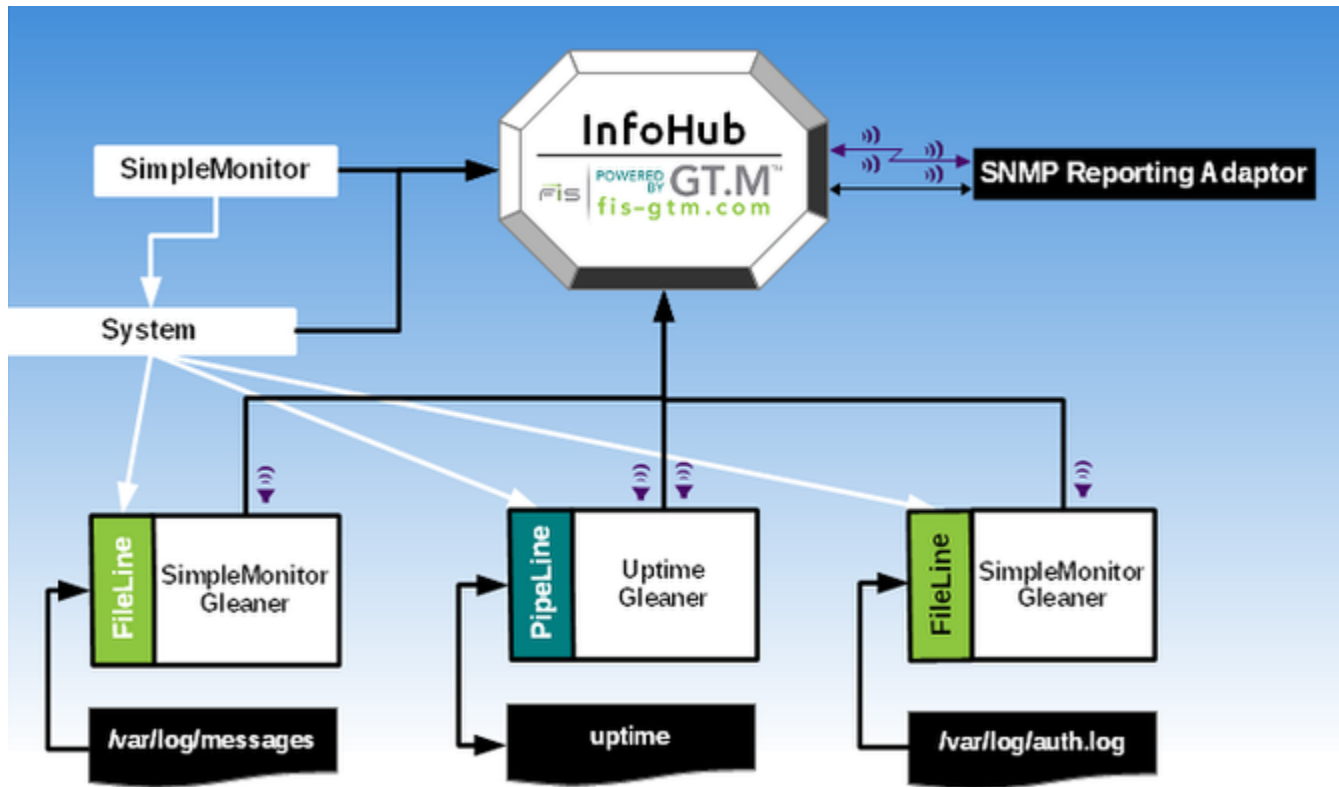 InfoHub
FIS
POWERED BY GT.M™
fis-gtm.com
SimpleMonitor
SNMP Reporting Adaptor
System
FileLine
SimpleMonitor
Gleaner
PipeLine
Uptime
Gleaner
FileLine
SimpleMonitor
Gleaner
/var/log/messages
uptime
/var/log/auth.log